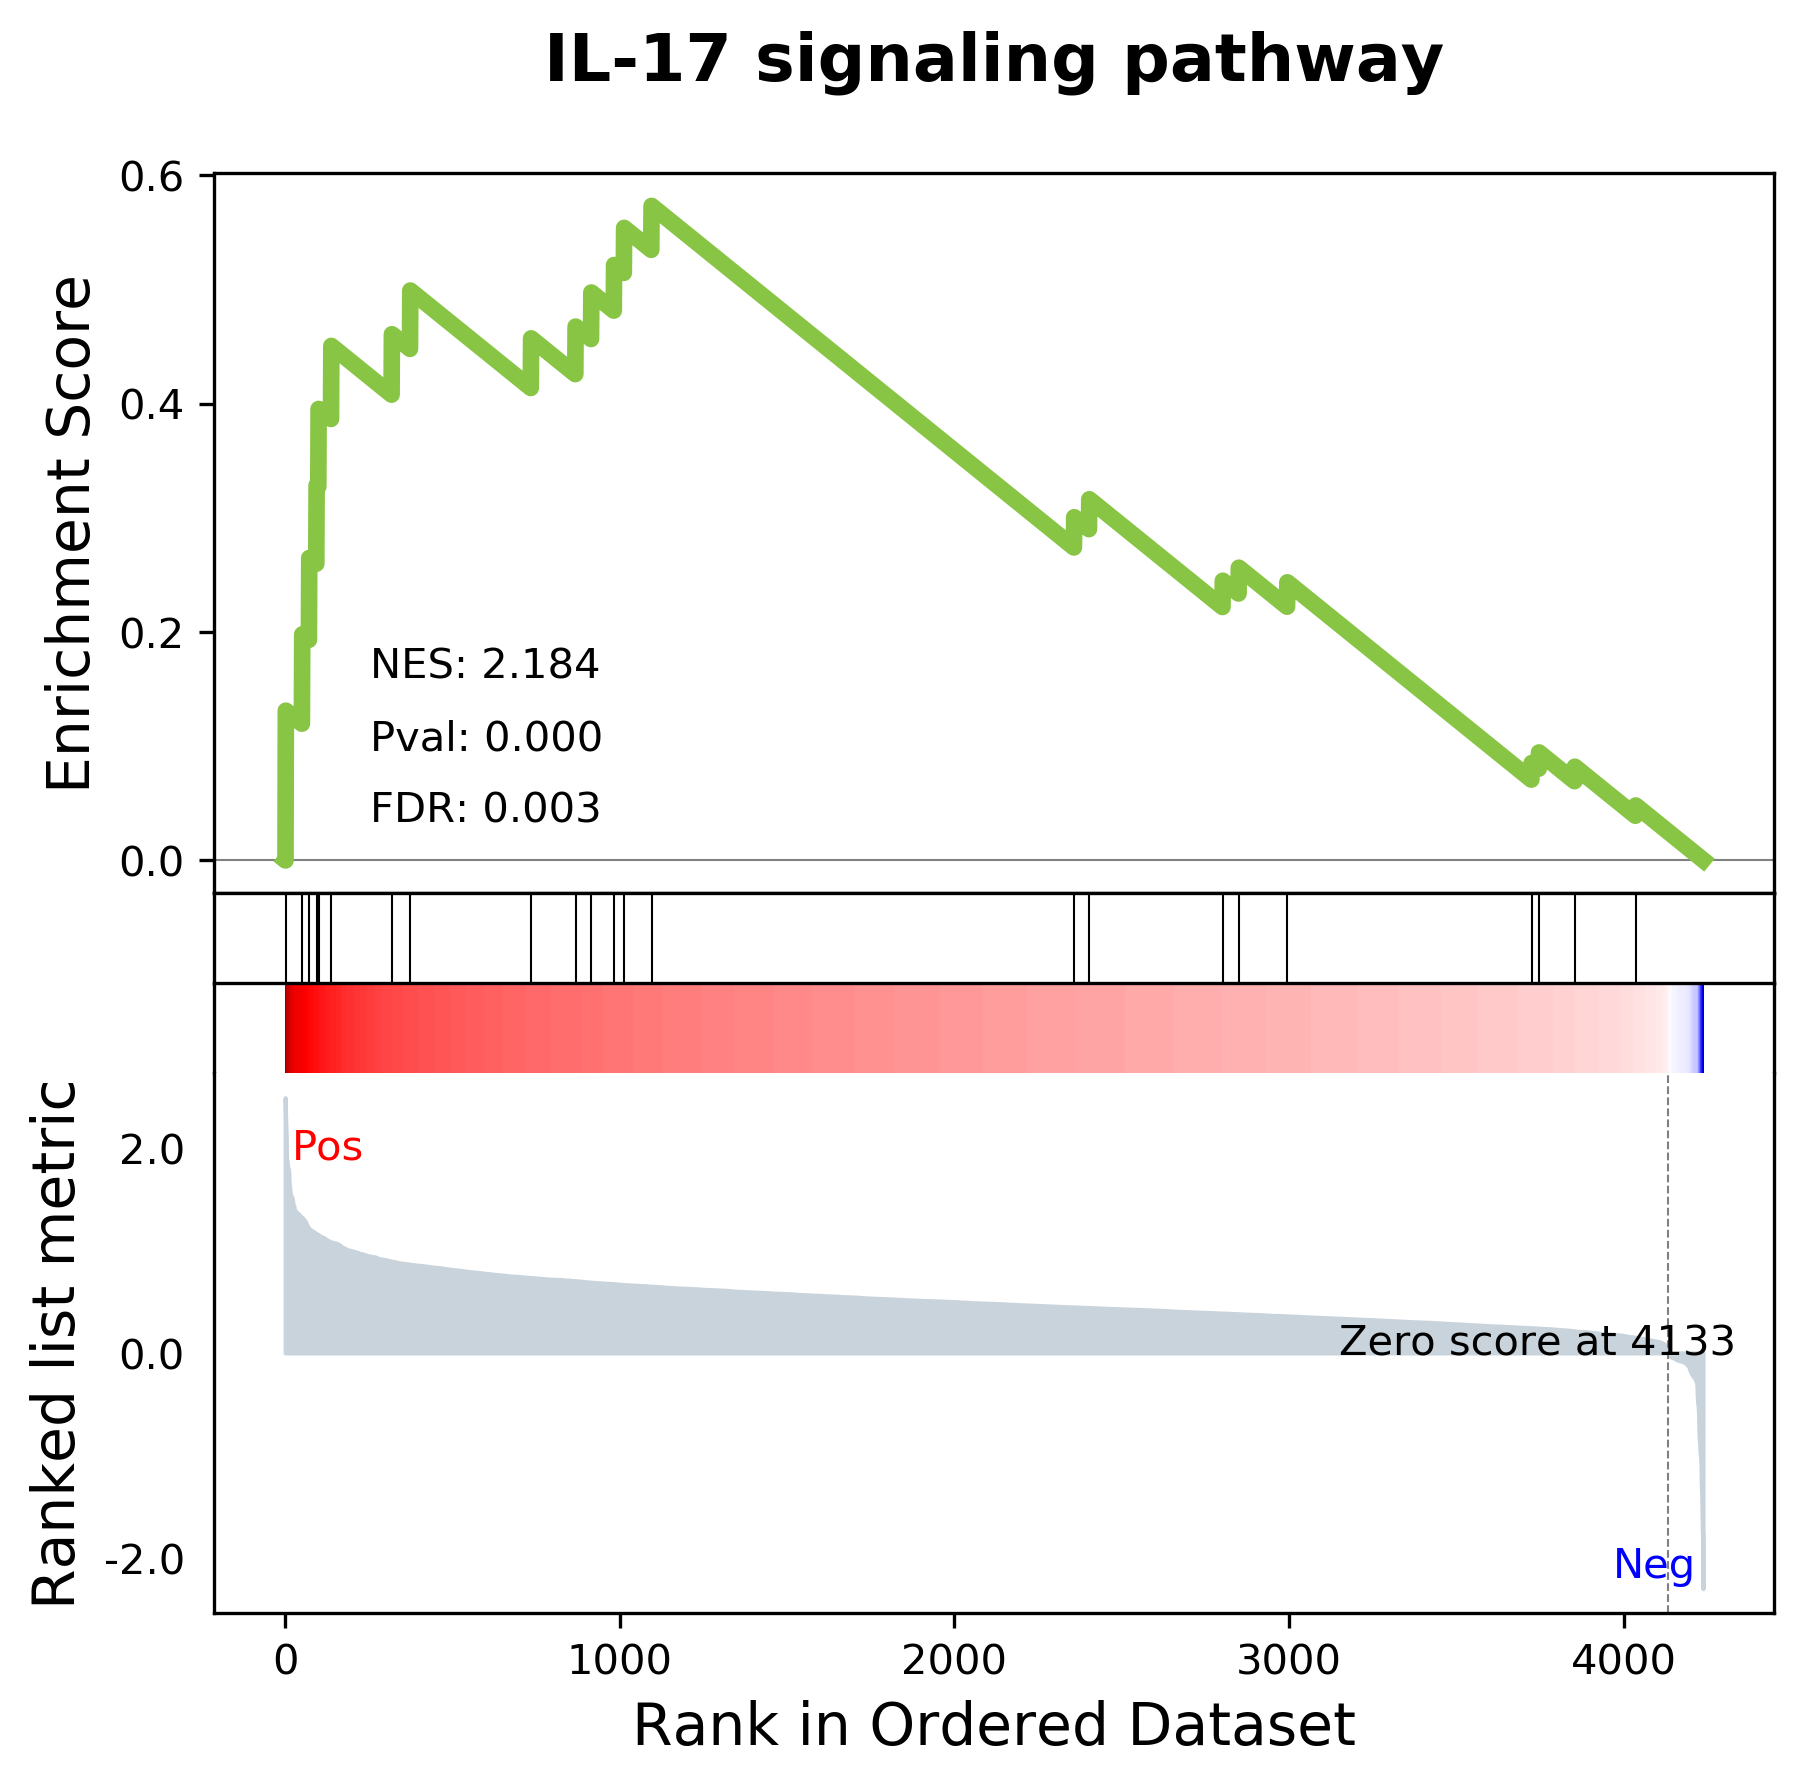 IL-17 signaling pathway
Enrichment Score
0.6
0.4
0.2
0.0
NES: 2.184
Pval: 0.000
FDR: 0.003
Ranked list metric
2.0
0.0
-2.0
Pos
Zero score at 4133
Neg
0 1000 2000 3000 4000
Rank in Ordered Dataset